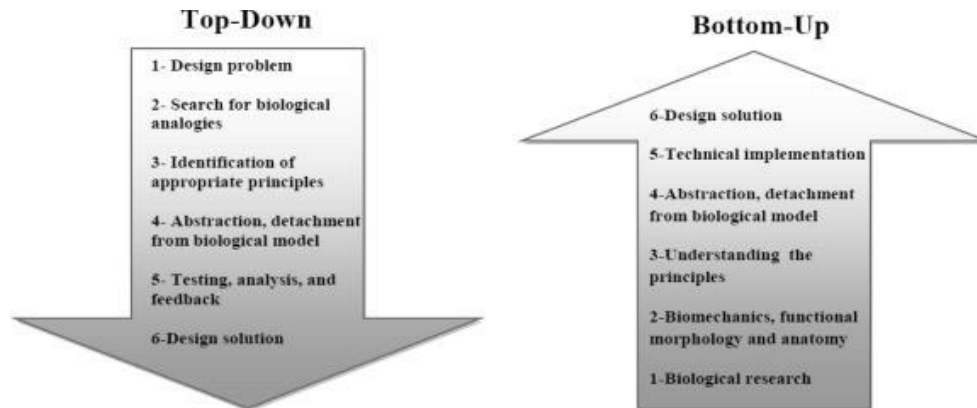 Top-Down
1- Design problem
2- Search for biological
analogies
3- Identification of
appropriate principles
4- Abstraction, detachment
from biological model
5- Testing, analysis, and
feedback
6-Design solution
Bottom-Up
6-Design solution
5-Technical implementation
4-Abstraction, detachment
from biological model
3-Understanding the
principles
2-Biomechanics, functional
morphology and anatomy
1-Biological research